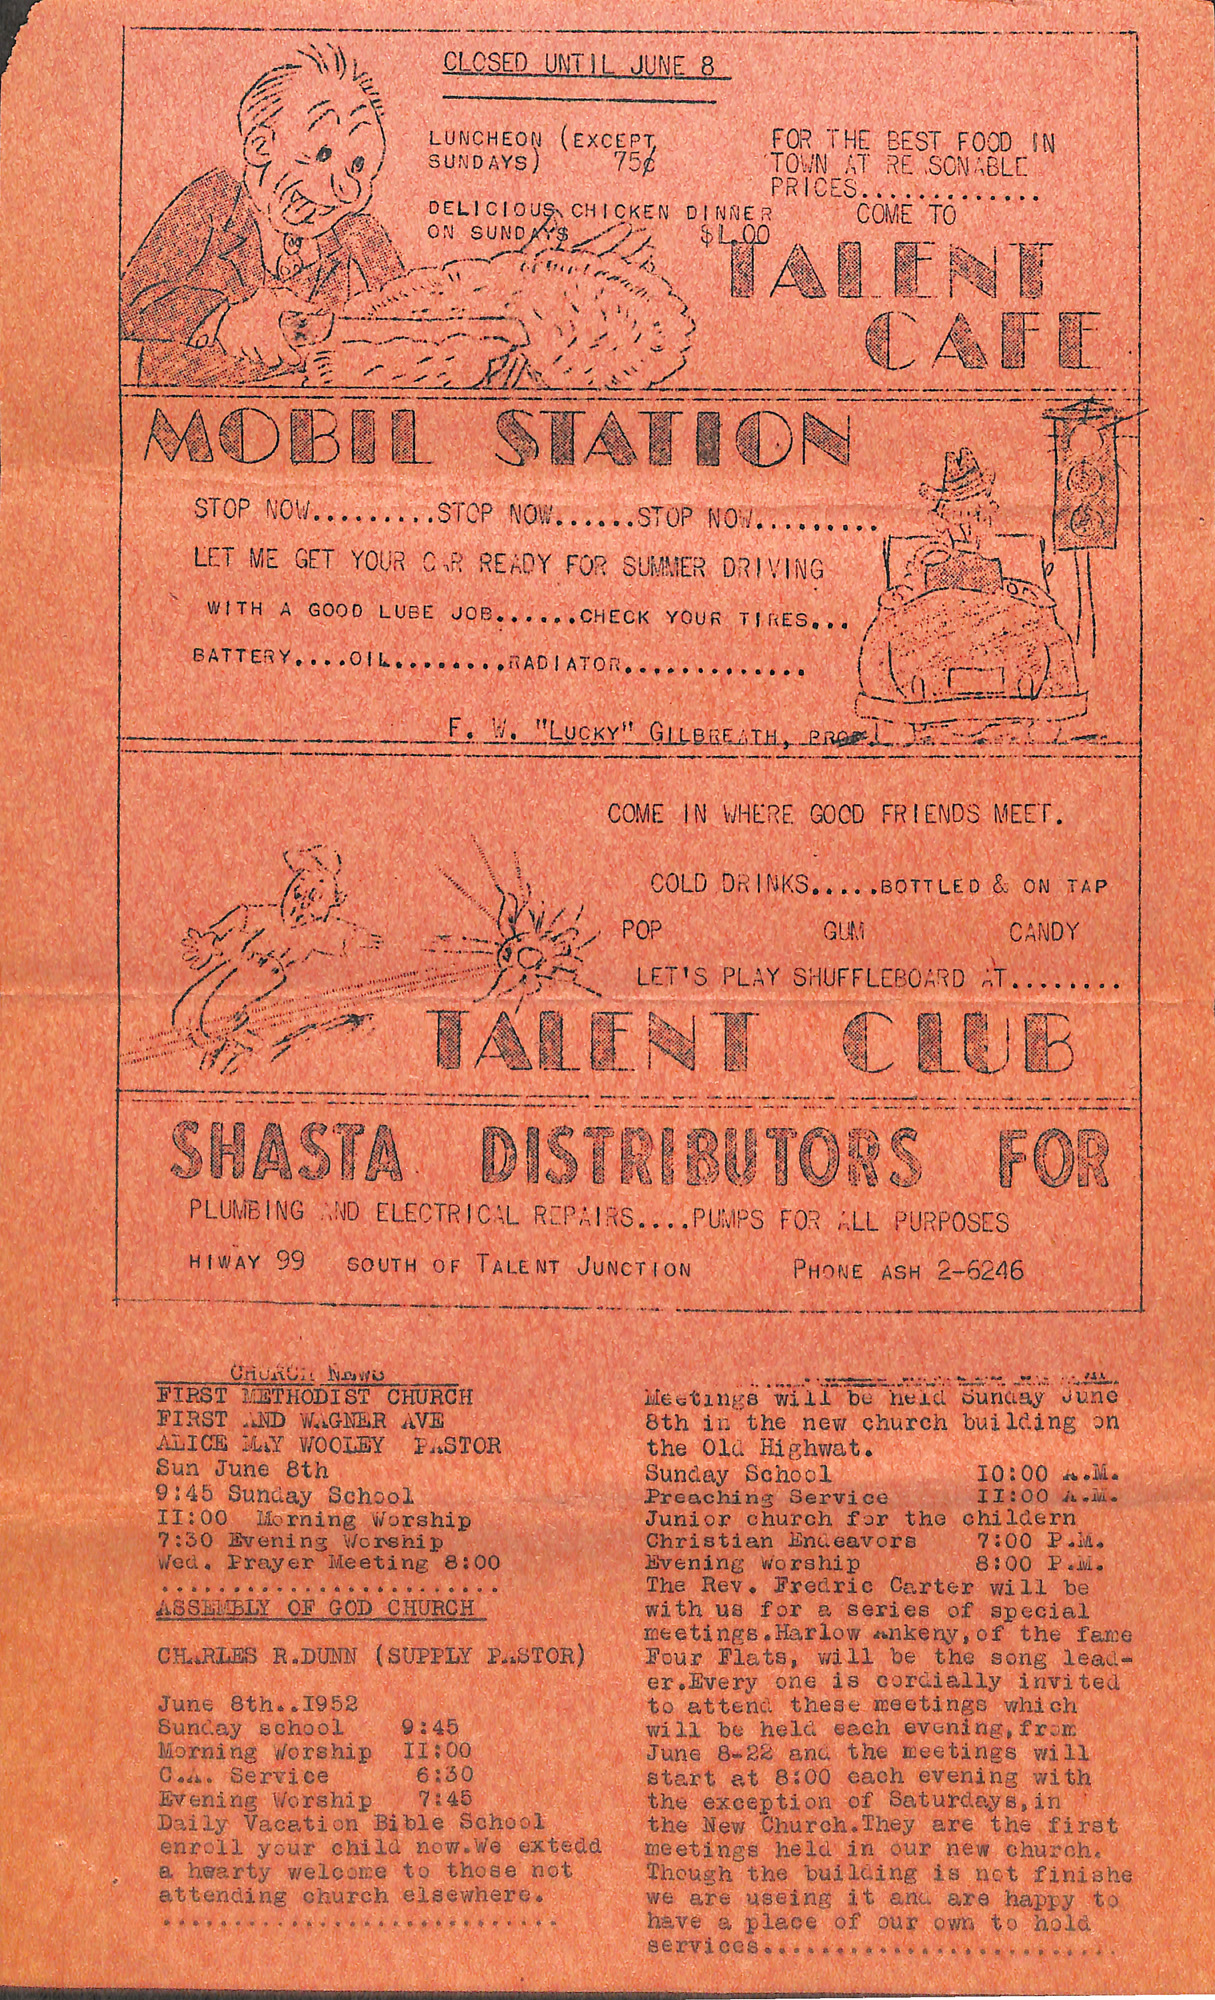 CLOSED UNTIL JUNE 8
LUNCHEON (EXCEPT
SUNDAYS) 75¢
DELICIOUS CHICKEN DINNER
ON SUNDAYS $1.00
FOR THE BEST FOOD IN
TOWN AT RE SONABLE
PRICES..............
COME TO
TALENT
CAFE
MOBIL STATION
STOP NOW.........STOP NOW......STOP NOW.........
LET ME GET YOUR CAR READY FOR SUMMER DRIVING
WITH A GOOD LUBE JOB......CHECK YOUR TIRES...
BATTERY....OIL.........RADIATOR..............
F. W. "LUCKY" GILBREATH, PROP.
COME IN WHERE GOOD FRIENDS MEET.
COLD DRINKS.....BOTTLED & ON TAP
POP GUM CANDY
LET'S PLAY SHUFFLEBOARD AT........
TALENT CLUB
SHASTA DISTRIBUTORS FOR
PLUMBING AND ELECTRICAL REPAIRS....PUMPS FOR ALL PURPOSES
HIWAY 99 SOUTH OF TALENT JUNCTION PHONE ASH 2-6246
CHURCH NEWS
FIRST METHODIST CHURCH
FIRST AND WAGNER AVE
ALICE MAY WOOLEY PASTOR
Sun June 8th
9:45 Sunday School
II:00 Morning Worship
7:30 Evening Worship
Wed. Prayer Meeting 8:00
........................
ASSEMBLY OF GOD CHURCH
CHARLES R.DUNN (SUPPLY PASTOR)
June 8th..I952
Sunday school 9:45
Morning Worship II:00
C.A. Service 6:30
Evening Worship 7:45
Daily Vacation Bible School
enroll your child now.We extedd
a hwarty welcome to those not
attending church elsewhere.
............................
Meetings will be held Sunday June
8th in the new church building on
the Old Highwat.
Sunday School I0:00 A.M.
Preaching Service II:00 A.M.
Junior church for the childern
Christian Endeavors 7:00 P.M.
Evening Worship 8:00 P.M.
The Rev. Fredric Carter will be
with us for a series of special
meetings.Harlow Ankeny,of the fame
Four Flats, will be the song lead-
er.Every one is cordially invited
to attend these meetings which
will be held each evening,from
June 8-22 and the meetings will
start at 8:00 each evening with
the exception of Saturdays,in
the New Church.They are the first
meetings held in our new church.
Though the building is not finishe
we are useing it and are happy to
have a place of our own to hold
services.........................